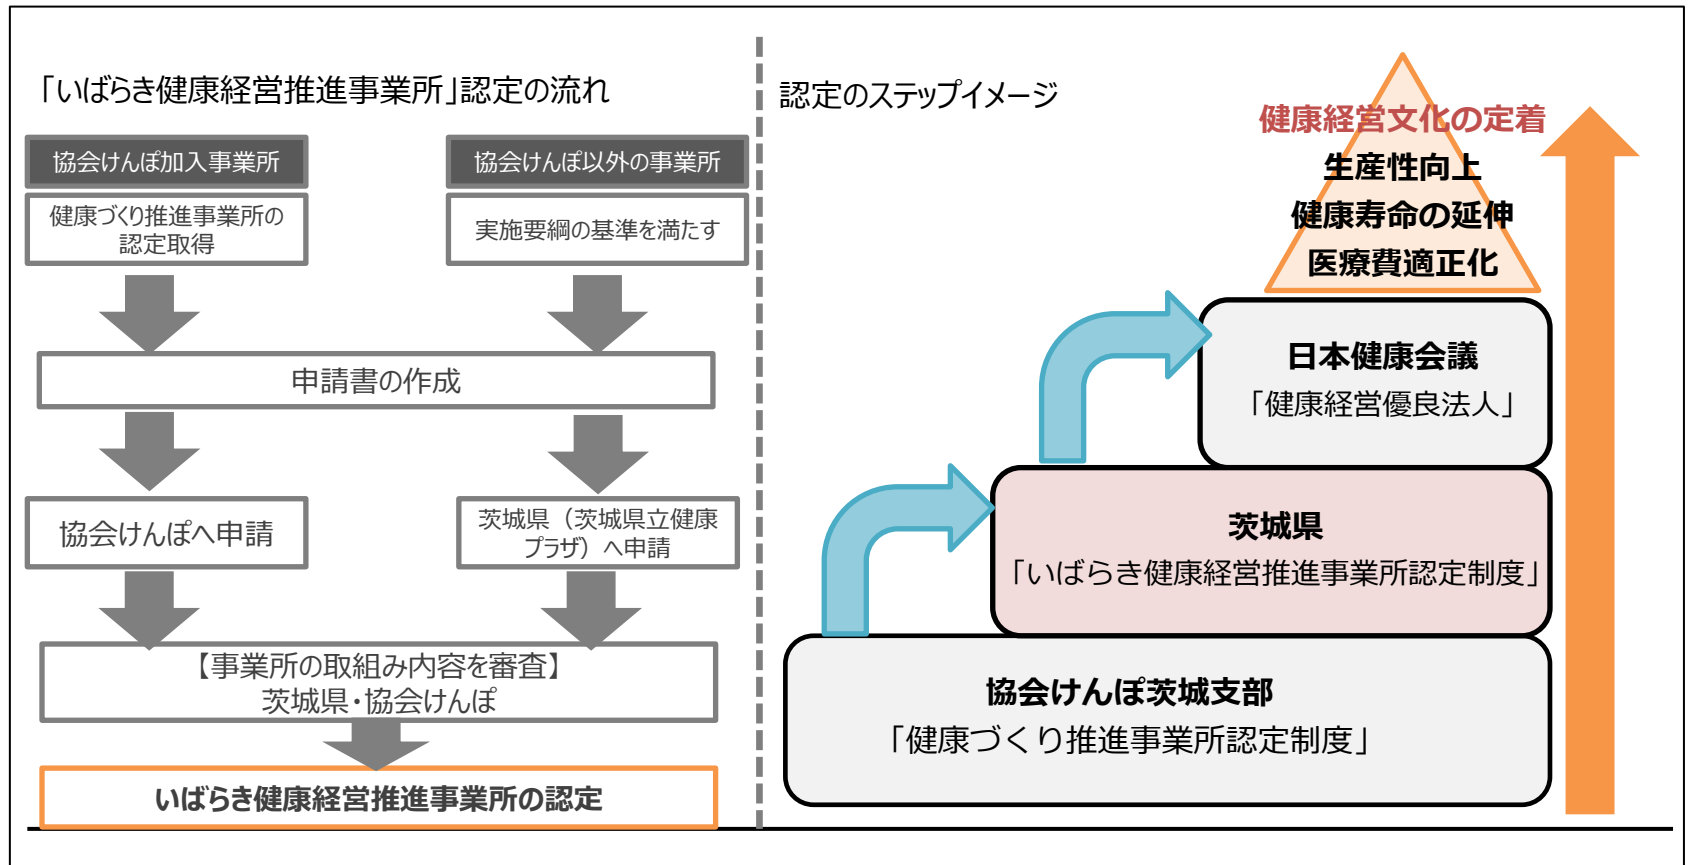 「いばらき健康経営推進事業所」認定の流れ
協会けんぽ加入事業所
協会けんぽ以外の事業所
健康づくり推進事業所の
認定取得
実施要綱の基準を満たす
申請書の作成
協会けんぽへ申請
茨城県（茨城県立健康
プラザ）へ申請
【事業所の取組み内容を審査】
茨城県・協会けんぽ
いばらき健康経営推進事業所の認定
認定のステップイメージ
健康経営文化の定着
生産性向上
健康寿命の延伸
医療費適正化
日本健康会議
「健康経営優良法人」
茨城県
「いばらき健康経営推進事業所認定制度」
協会けんぽ茨城支部
「健康づくり推進事業所認定制度」